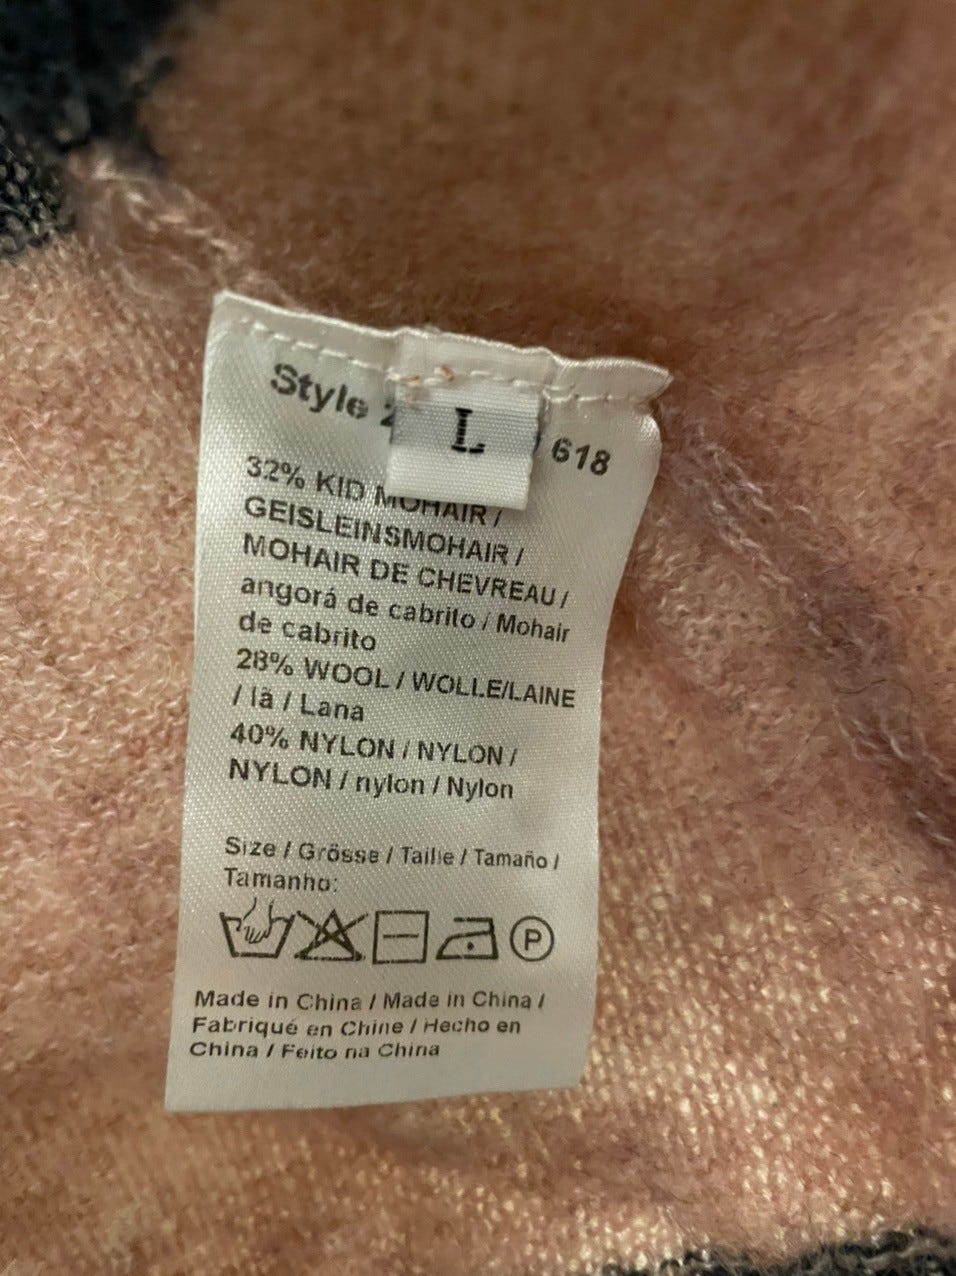 Style 2
L
618
32% KID MOHAIR /
GEISLEINSMOHAIR /
MOHAIR DE CHEVREAU /
angorá de cabrito / Mohair
de cabrito
28% WOOL / WOLLE/LAINE
/ lã / Lana
40% NYLON / NYLON /
NYLON / nylon / Nylon
Size / Grösse / Taille / Tamaño /
Tamanho:
P
Made in China / Made in China /
Fabriqué en Chine / Hecho en
China / Feito na China